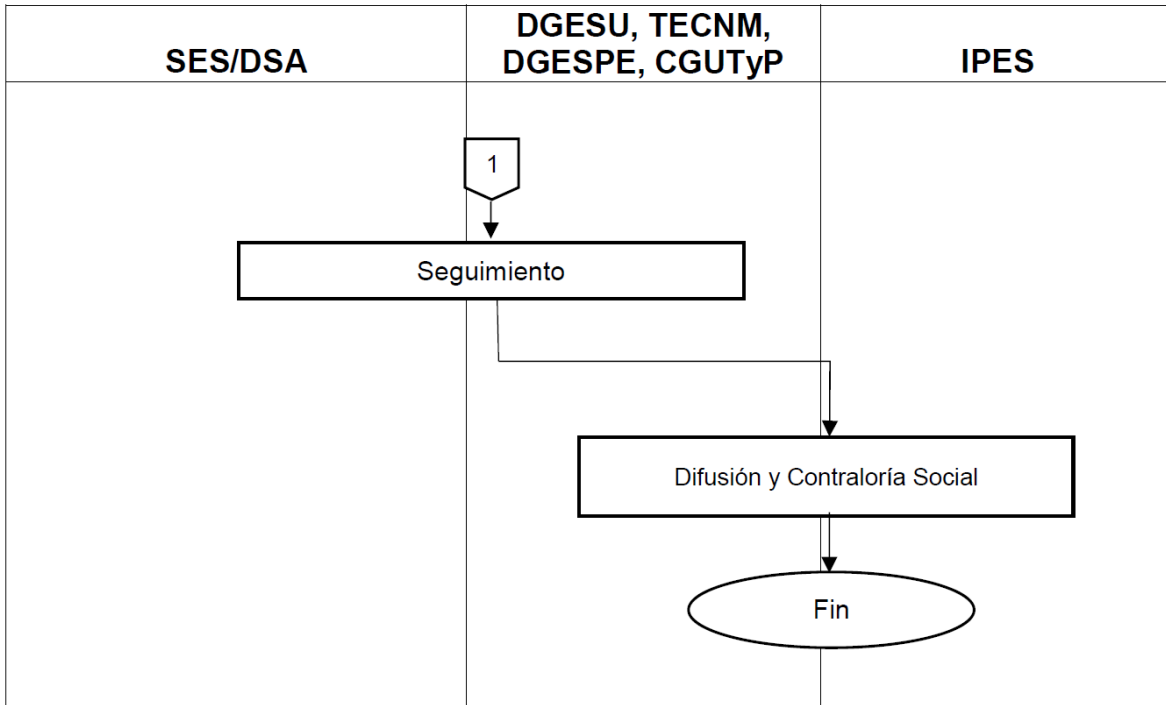 SES/DSA
DGESU, TECNM,
DGESPE, CGUTyP
IPES
1
Seguimiento
Difusión y Contraloría Social
Fin